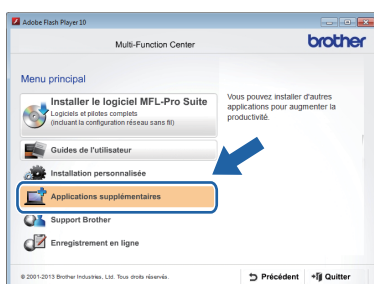 Adobe Flash Player 10
Multi-Function Center
brother
Menu principal
Installer le logiciel MFL-Pro Suite
Logiciels et pilotes complets
(incluant la configuration réseau sans fil)
Guides de l'utilisateur
Installation personnalisée
Applications supplémentaires
Support Brother
Enregistrement en ligne
Vous pouvez installer d'autres
applications pour augmenter la
productivité.
© 2001-2013 Brother Industries, Ltd. Tous droits réservés.
Précédent
Quitter